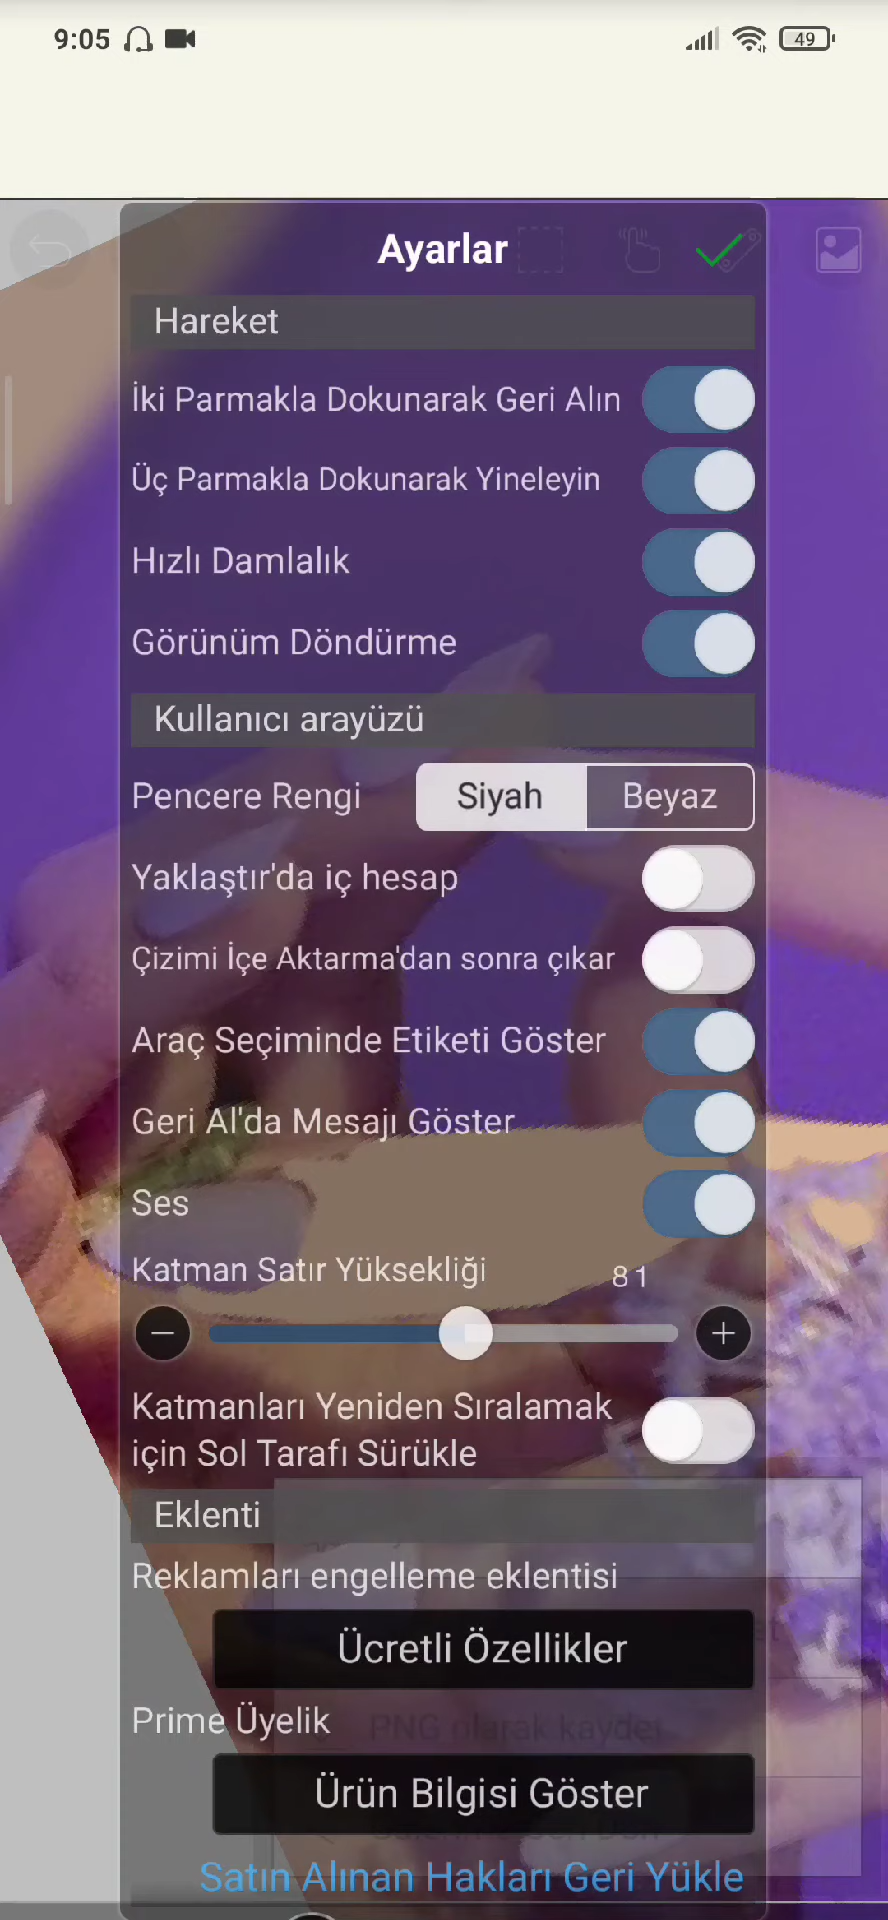 9:05
49
Ayarlar
Hareket
İki Parmakla Dokunarak Geri Alın
Üç Parmakla Dokunarak Yineleyin
Hızlı Damlalık
Görünüm Döndürme
Kullanıcı arayüzü
Pencere Rengi Siyah Beyaz
Yaklaştır'da iç hesap
Çizimi İçe Aktarma'dan sonra çıkar
Araç Seçiminde Etiketi Göster
Geri Al'da Mesajı Göster
Ses
Katman Satır Yüksekliği 81
Katmanları Yeniden Sıralamak
için Sol Tarafı Sürükle
Eklenti
Reklamları engelleme eklentisi
Ücretli Özellikler
Prime Üyelik
PNG olarak kaydet
Ürün Bilgisi Göster
Satın Alınan Hakları Geri Yükle